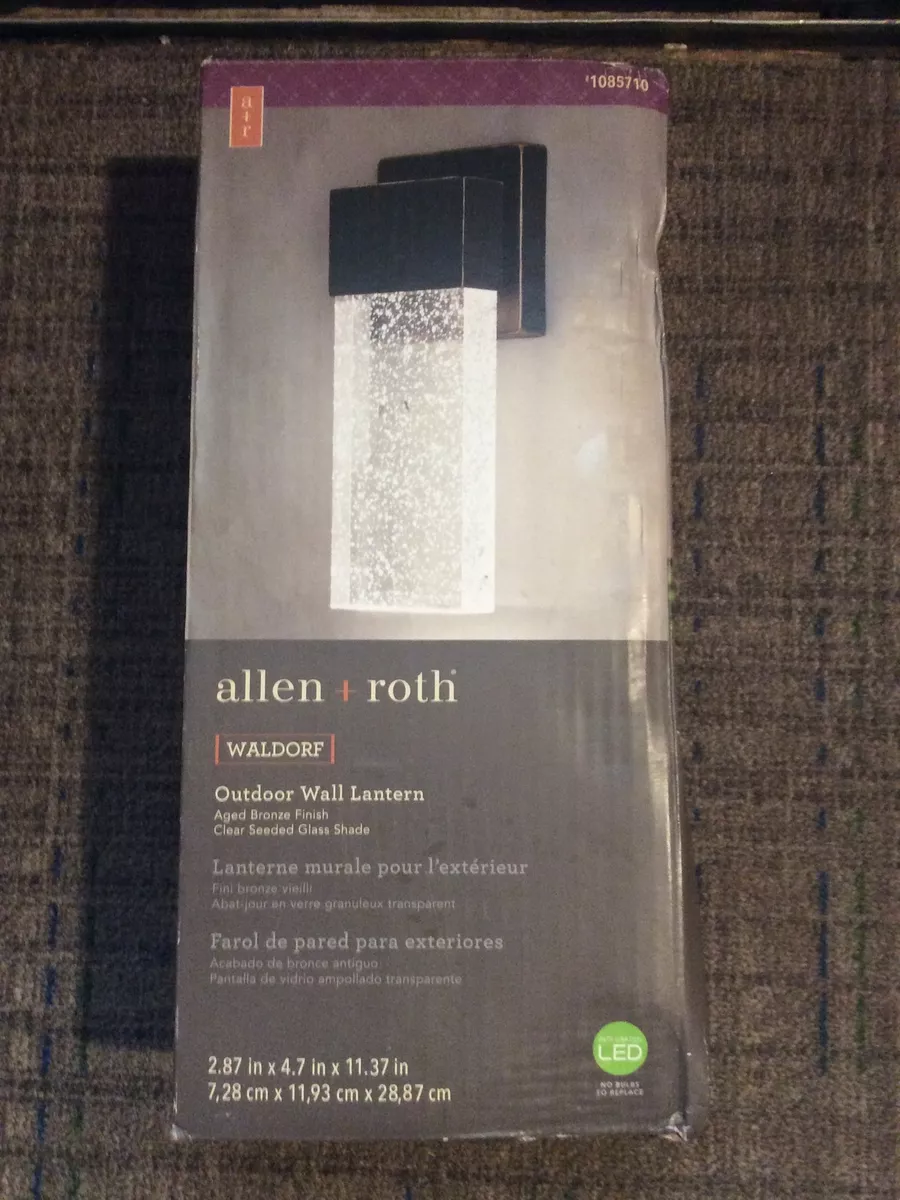 '1085710
a+r
allen + roth®
WALDORF
Outdoor Wall Lantern
Aged Bronze Finish
Clear Seeded Glass Shade
Lanterne murale pour l'extérieur
Fini bronze vieilli
Abat-jour en verre granuleux transparent
Farol de pared para exteriores
Acabado de bronce antiguo
Pantalla de vidrio ampollado transparente
2.87 in x 4.7 in x 11.37 in
7,28 cm x 11,93 cm x 28,87 cm
INTEGRATED
LED
NO BULBS
TO REPLACE